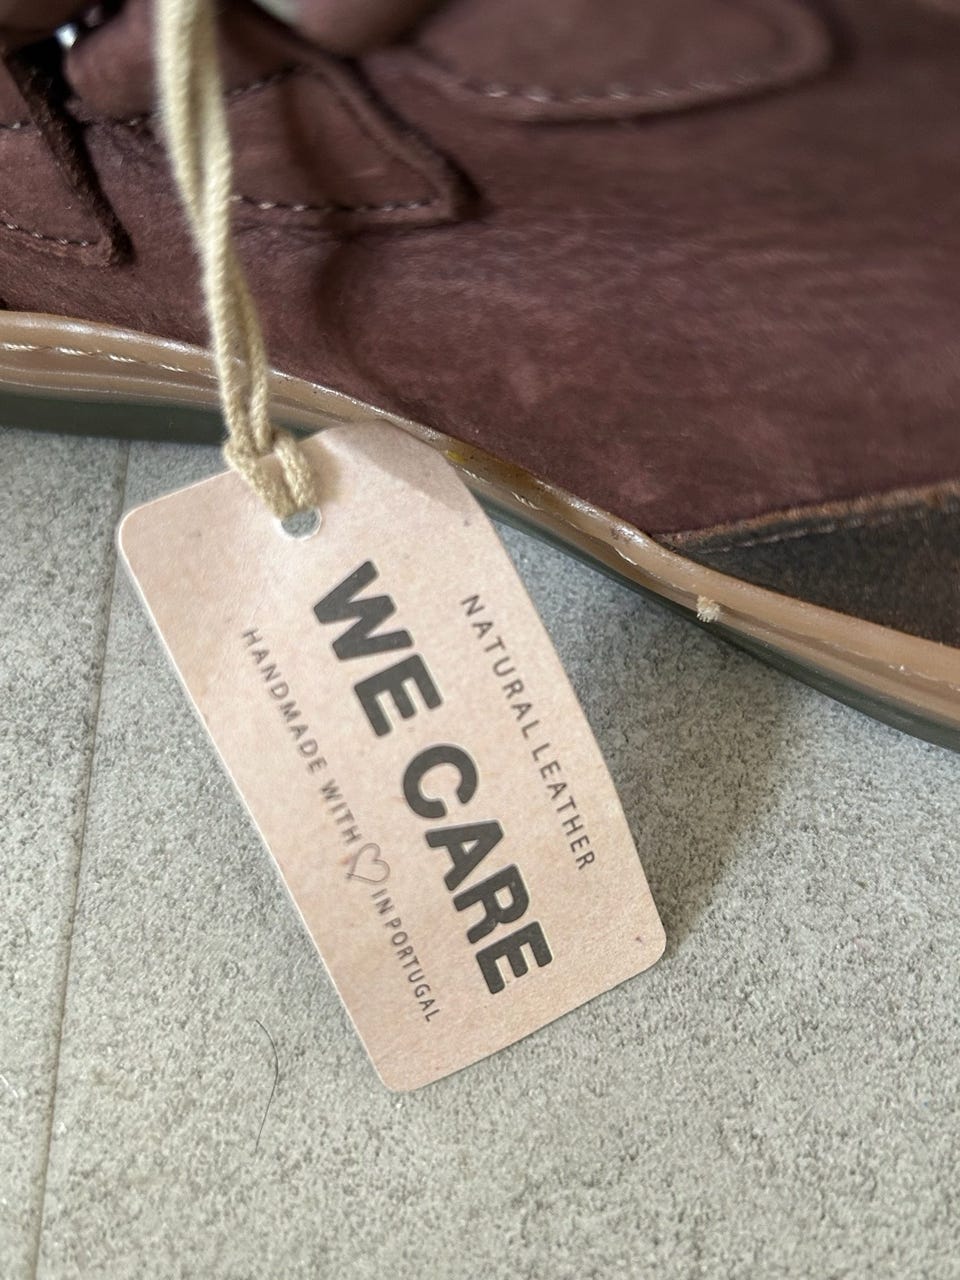 NATURAL LEATHER
WE CARE
HANDMADE WITH ♡ IN PORTUGAL